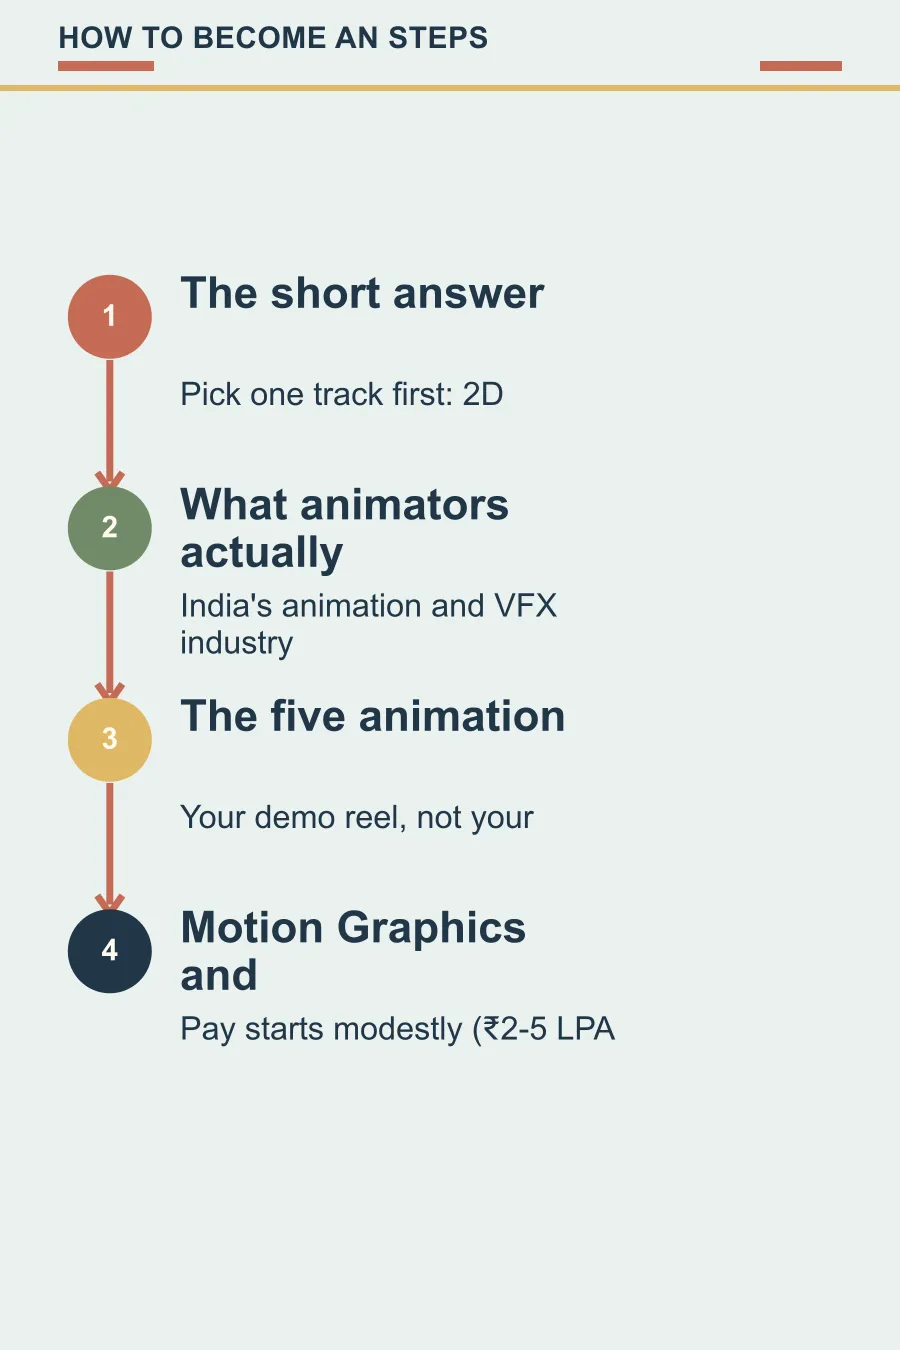 HOW TO BECOME AN STEPS
1
The short answer
Pick one track first: 2D
2
What animators
actually
India's animation and VFX
industry
3
The five animation
Your demo reel, not your
4
Motion Graphics
and
Pay starts modestly (₹2-5 LPA